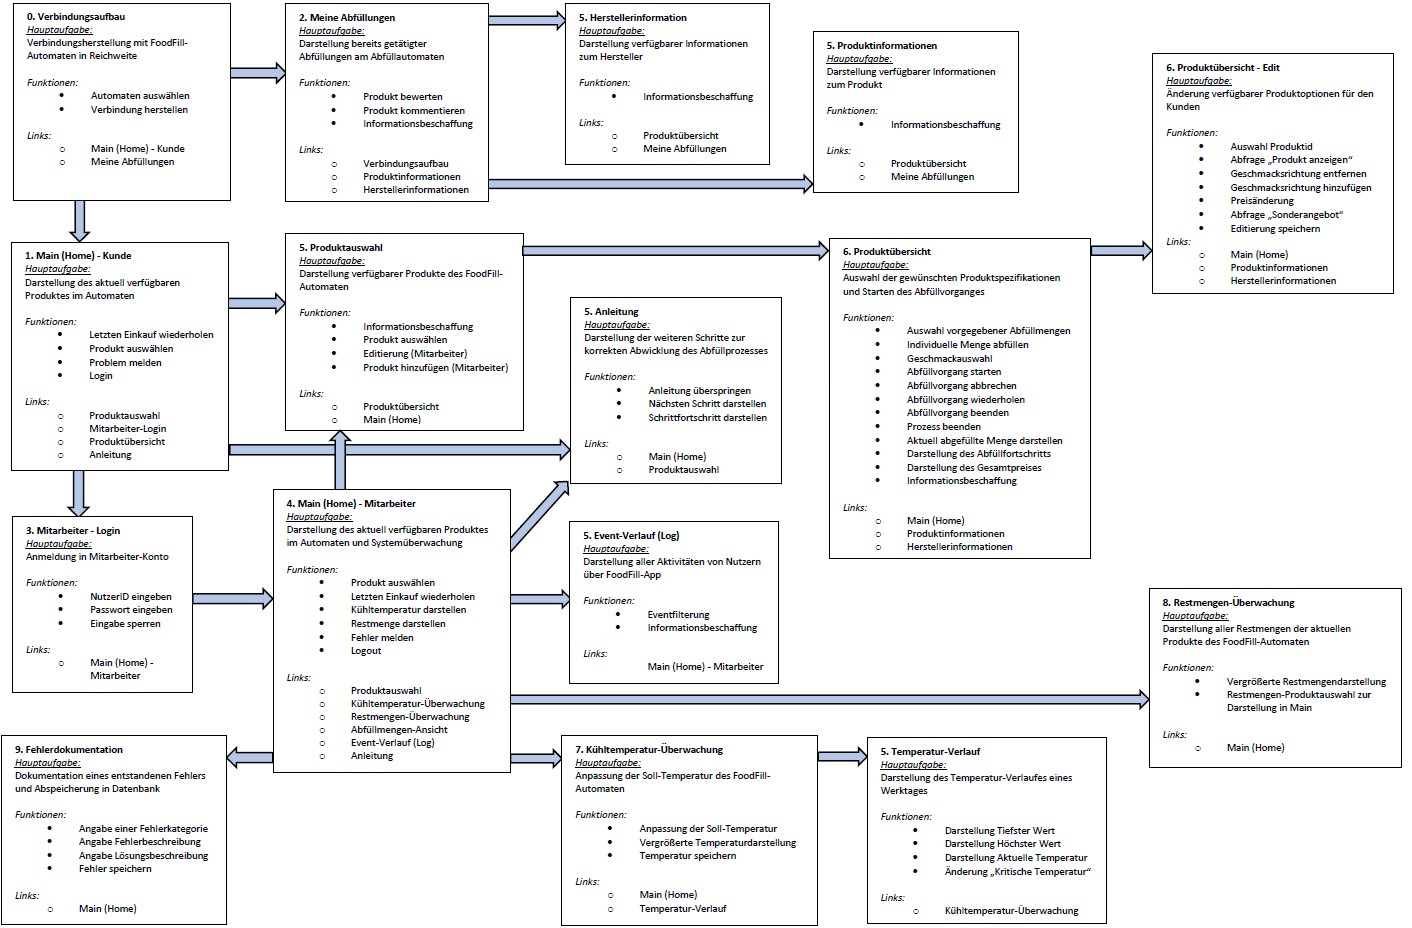 0. Verbindungsaufbau
Hauptaufgabe:
Verbindungsherstellung mit FoodFill-
Automaten in Reichweite
Funktionen:
• Automaten auswählen
• Verbindung herstellen
Links:
o Main (Home) - Kunde
o Meine Abfüllungen
2. Meine Abfüllungen
Hauptaufgabe:
Darstellung bereits getätigter
Abfüllungen am Abfüllautomaten
Funktionen:
• Produkt bewerten
• Produkt kommentieren
• Informationsbeschaffung
Links:
o Verbindungsaufbau
o Produktinformationen
o Herstellerinformationen
5. Herstellerinformation
Hauptaufgabe:
Darstellung verfügbarer Informationen
zum Hersteller
Funktionen:
• Informationsbeschaffung
Links:
o Produktübersicht
o Meine Abfüllungen
5. Produktinformationen
Hauptaufgabe:
Darstellung verfügbarer Informationen
zum Produkt
Funktionen:
• Informationsbeschaffung
Links:
o Produktübersicht
o Meine Abfüllungen
6. Produktübersicht - Edit
Hauptaufgabe:
Änderung verfügbarer Produktoptionen für den
Kunden
Funktionen:
• Auswahl Produktid
• Abfrage „Produkt anzeigen“
• Geschmacksrichtung entfernen
• Geschmacksrichtung hinzufügen
• Preisänderung
• Abfrage „Sonderangebot“
• Editierung speichern
Links:
o Main (Home)
o Produktinformationen
o Herstellerinformationen
1. Main (Home) - Kunde
Hauptaufgabe:
Darstellung des aktuell verfügbaren
Produktes im Automaten
Funktionen:
• Letzten Einkauf wiederholen
• Produkt auswählen
• Problem melden
• Login
Links:
o Produktauswahl
o Mitarbeiter-Login
o Produktübersicht
o Anleitung
5. Produktauswahl
Hauptaufgabe:
Darstellung verfügbarer Produkte des FoodFill-
Automaten
Funktionen:
• Informationsbeschaffung
• Produkt auswählen
• Editierung (Mitarbeiter)
• Produkt hinzufügen (Mitarbeiter)
Links:
o Produktübersicht
o Main (Home)
5. Anleitung
Hauptaufgabe:
Darstellung der weiteren Schritte zur
korrekten Abwicklung des Abfüllprozesses
Funktionen:
• Anleitung überspringen
• Nächsten Schritt darstellen
• Schrittfortschritt darstellen
Links:
o Main (Home)
o Produktauswahl
6. Produktübersicht
Hauptaufgabe:
Auswahl der gewünschten Produktspezifikationen
und Starten des Abfüllvorganges
Funktionen:
• Auswahl vorgegebener Abfüllmengen
• Individuelle Menge abfüllen
• Geschmackauswahl
• Abfüllvorgang starten
• Abfüllvorgang abbrechen
• Abfüllvorgang wiederholen
• Abfüllvorgang beenden
• Prozess beenden
• Aktuell abgefüllte Menge darstellen
• Darstellung des Abfüllfortschritts
• Darstellung des Gesamtpreises
• Informationsbeschaffung
Links:
o Main (Home)
o Produktinformationen
o Herstellerinformationen
3. Mitarbeiter - Login
Hauptaufgabe:
Anmeldung in Mitarbeiter-Konto
Funktionen:
• NutzerID eingeben
• Passwort eingeben
• Eingabe sperren
Links:
o Main (Home) -
Mitarbeiter
4. Main (Home) - Mitarbeiter
Hauptaufgabe:
Darstellung des aktuell verfügbaren Produktes
im Automaten und Systemüberwachung
Funktionen:
• Produkt auswählen
• Letzten Einkauf wiederholen
• Kühltemperatur darstellen
• Restmenge darstellen
• Fehler melden
• Logout
Links:
o Produktauswahl
o Kühltemperatur-Überwachung
o Restmengen-Überwachung
o Abfüllmengen-Ansicht
o Event-Verlauf (Log)
o Anleitung
5. Event-Verlauf (Log)
Hauptaufgabe:
Darstellung aller Aktivitäten von Nutzern
über FoodFill-App
Funktionen:
• Eventfilterung
• Informationsbeschaffung
Links:
Main (Home) - Mitarbeiter
8. Restmengen-Überwachung
Hauptaufgabe:
Darstellung aller Restmengen der aktuellen
Produkte des FoodFill-Automaten
Funktionen:
• Vergrößerte Restmengendarstellung
• Restmengen-Produktauswahl zur
Darstellung in Main
Links:
o Main (Home)
9. Fehlerdokumentation
Hauptaufgabe:
Dokumentation eines entstandenen Fehlers
und Abspeicherung in Datenbank
Funktionen:
• Angabe einer Fehlerkategorie
• Angabe Fehlerbeschreibung
• Angabe Lösungsbeschreibung
• Fehler speichern
Links:
o Main (Home)
7. Kühltemperatur-Überwachung
Hauptaufgabe:
Anpassung der Soll-Temperatur des FoodFill-
Automaten
Funktionen:
• Anpassung der Soll-Temperatur
• Vergrößerte Temperaturdarstellung
• Temperatur speichern
Links:
o Main (Home)
o Temperatur-Verlauf
5. Temperatur-Verlauf
Hauptaufgabe:
Darstellung des Temperatur-Verlaufes eines
Werktages
Funktionen:
• Darstellung Tiefster Wert
• Darstellung Höchster Wert
• Darstellung Aktuelle Temperatur
• Änderung „Kritische Temperatur“
Links:
o Kühltemperatur-Überwachung